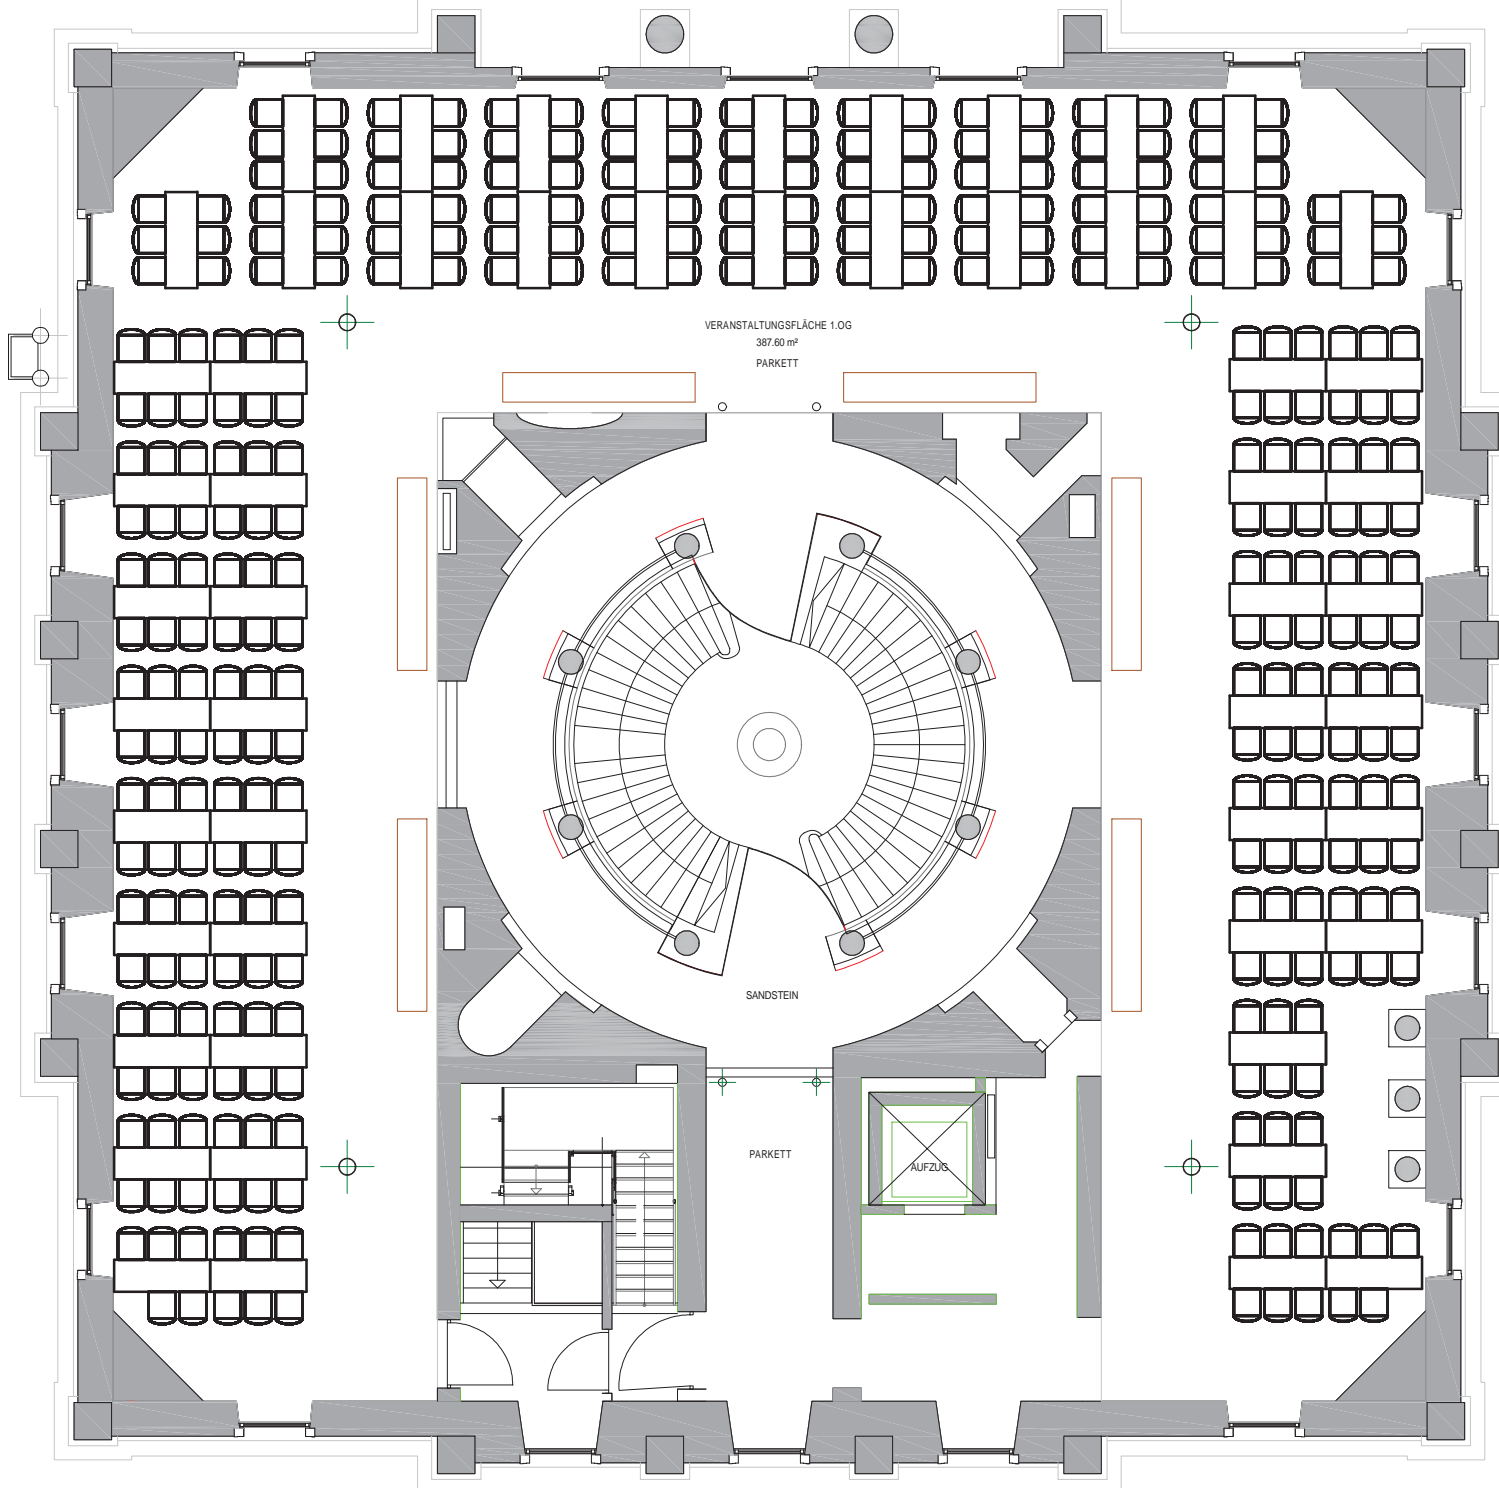 VERANSTALTUNGSFLÄCHE 1.OG
387.60 m²
PARKETT
SANDSTEIN
PARKETT
AUFZUG